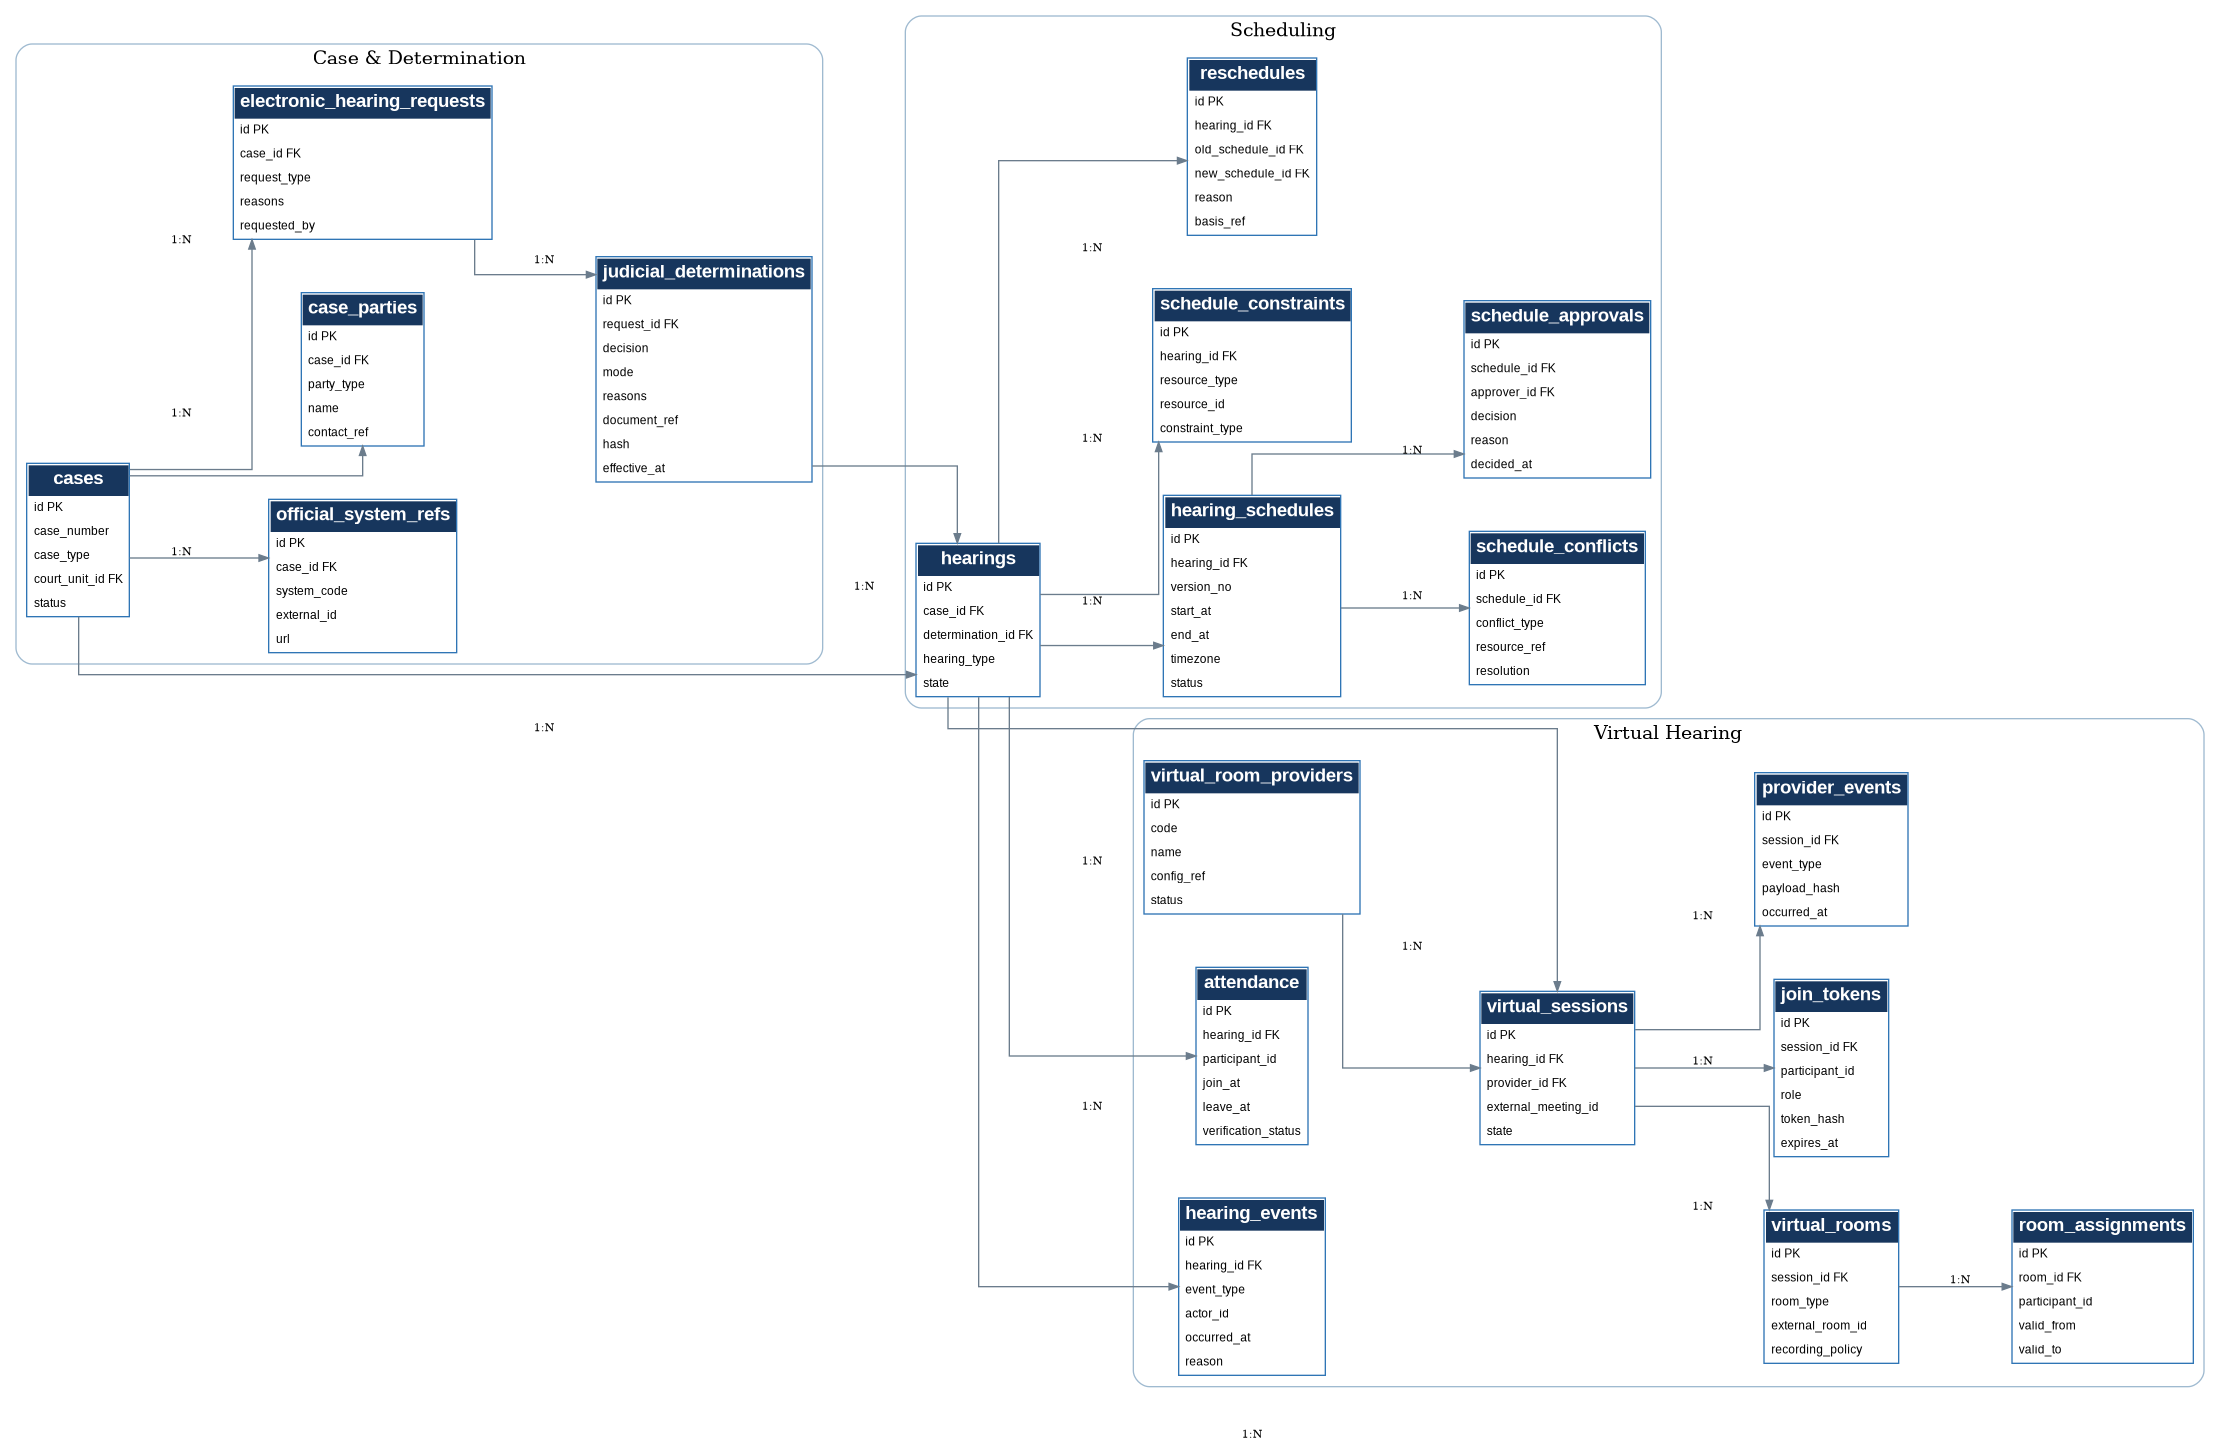 Case & Determination
electronic_hearing_requests
id PK
case_id FK
request_type
reasons
requested_by
1:N
1:N
judicial_determinations
id PK
request_id FK
decision
mode
reasons
document_ref
hash
effective_at
case_parties
id PK
case_id FK
party_type
name
contact_ref
1:N
cases
id PK
case_number
case_type
court_unit_id FK
status
1:N
official_system_refs
id PK
case_id FK
system_code
external_id
url
1:N
1:N
Scheduling
reschedules
id PK
hearing_id FK
old_schedule_id FK
new_schedule_id FK
reason
basis_ref
1:N
schedule_constraints
id PK
hearing_id FK
resource_type
resource_id
constraint_type
1:N
schedule_approvals
id PK
schedule_id FK
approver_id FK
decision
reason
decided_at
1:N
hearings
id PK
case_id FK
determination_id FK
hearing_type
state
1:N
hearing_schedules
id PK
hearing_id FK
version_no
start_at
end_at
timezone
status
1:N
schedule_conflicts
id PK
schedule_id FK
conflict_type
resource_ref
resolution
Virtual Hearing
virtual_room_providers
id PK
code
name
config_ref
status
1:N
1:N
provider_events
id PK
session_id FK
event_type
payload_hash
occurred_at
1:N
attendance
id PK
hearing_id FK
participant_id
join_at
leave_at
verification_status
1:N
virtual_sessions
id PK
hearing_id FK
provider_id FK
external_meeting_id
state
1:N
join_tokens
id PK
session_id FK
participant_id
role
token_hash
expires_at
hearing_events
id PK
hearing_id FK
event_type
actor_id
occurred_at
reason
1:N
virtual_rooms
id PK
session_id FK
room_type
external_room_id
recording_policy
1:N
room_assignments
id PK
room_id FK
participant_id
valid_from
valid_to
1:N